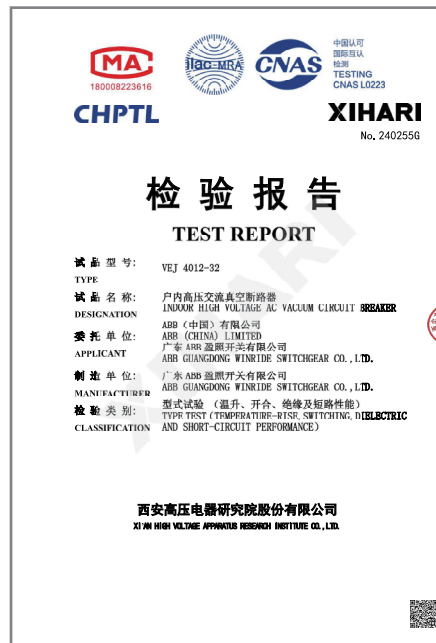 MA
180008223616
ilac-MRA
CNAS
中国认可
国际互认
检测
TESTING
CNAS L0223
CHPTL
XIHARI
No. 240255G
检验报告
TEST REPORT
试品型号: VEJ 4012-32
TYPE
试品名称: 户内高压交流真空断路器
DESIGNATION INDOOR HIGH VOLTAGE AC VACUUM CIRCUIT BREAKER
委托单位: ABB（中国）有限公司
ABB (CHINA) LIMITED
APPLICANT 广东 ABB 盈照开关有限公司
ABB GUANGDONG WINRIDE SWITCHGEAR CO.,LTD.
制造单位: 广东 ABB 盈照开关有限公司
MANUFACTURER ABB GUANGDONG WINRIDE SWITCHGEAR CO.,LTD.
检验类别: 型式试验 （温升、开合、绝缘及短路性能）
TYPE TEST (TEMPERATURE-RISE, SWITCHING, DIELECTRIC
CLASSIFICATION AND SHORT-CIRCUIT PERFORMANCE)
西安高压电器研究院股份有限公司
XI'AN HIGH VOLTAGE APPARATUS RESEARCH INSTITUTE CO.,LTD.
XIHARI